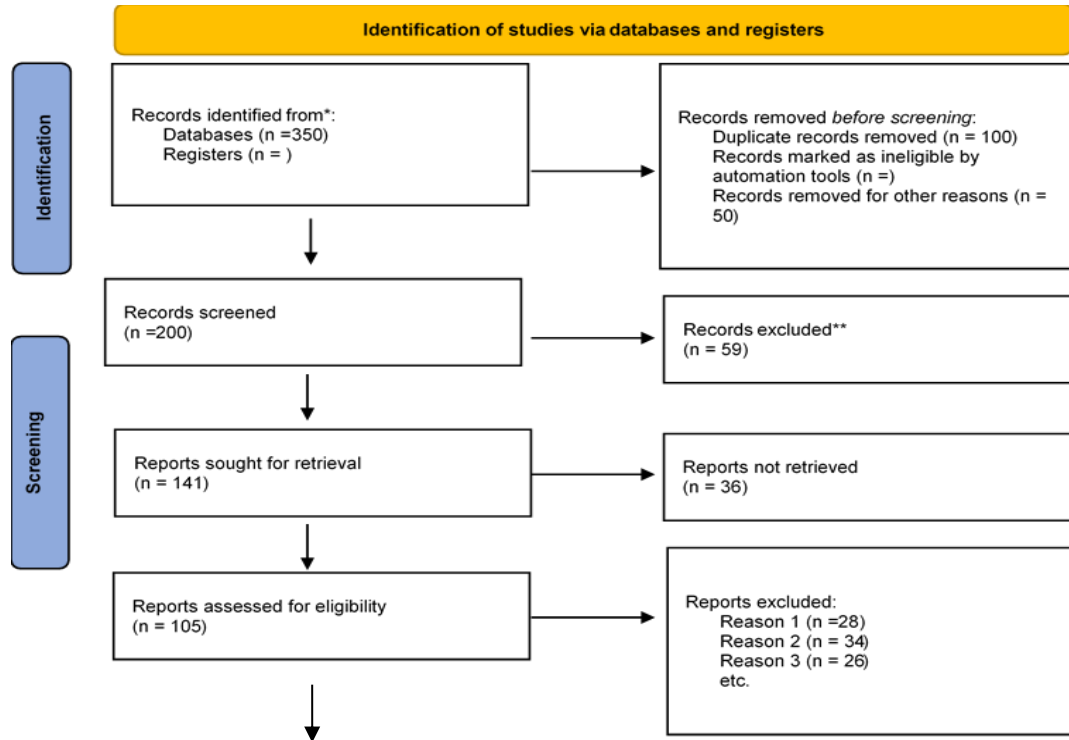 Identification of studies via databases and registers
Identification
Records identified from*:
Databases (n =350)
Registers (n = )
Records removed before screening:
Duplicate records removed (n = 100)
Records marked as ineligible by
automation tools (n =)
Records removed for other reasons (n =
50)
Screening
Records screened
(n =200)
Records excluded**
(n = 59)
Reports sought for retrieval
(n = 141)
Reports not retrieved
(n = 36)
Reports assessed for eligibility
(n = 105)
Reports excluded:
Reason 1 (n =28)
Reason 2 (n = 34)
Reason 3 (n = 26)
etc.